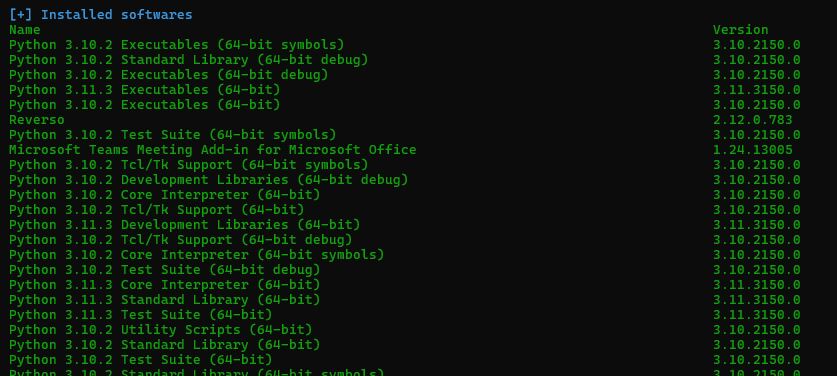 [+] Installed softwares
Name Version
Python 3.10.2 Executables (64-bit symbols) 3.10.2150.0
Python 3.10.2 Standard Library (64-bit debug) 3.10.2150.0
Python 3.10.2 Executables (64-bit debug) 3.10.2150.0
Python 3.11.3 Executables (64-bit) 3.11.3150.0
Python 3.10.2 Executables (64-bit) 3.10.2150.0
Reverso 2.12.0.783
Python 3.10.2 Test Suite (64-bit symbols) 3.10.2150.0
Microsoft Teams Meeting Add-in for Microsoft Office 1.24.13005
Python 3.10.2 Tcl/Tk Support (64-bit symbols) 3.10.2150.0
Python 3.10.2 Development Libraries (64-bit debug) 3.10.2150.0
Python 3.10.2 Core Interpreter (64-bit) 3.10.2150.0
Python 3.10.2 Tcl/Tk Support (64-bit) 3.10.2150.0
Python 3.11.3 Development Libraries (64-bit) 3.11.3150.0
Python 3.10.2 Tcl/Tk Support (64-bit debug) 3.10.2150.0
Python 3.10.2 Core Interpreter (64-bit symbols) 3.10.2150.0
Python 3.10.2 Test Suite (64-bit debug) 3.10.2150.0
Python 3.11.3 Core Interpreter (64-bit) 3.11.3150.0
Python 3.11.3 Standard Library (64-bit) 3.11.3150.0
Python 3.11.3 Test Suite (64-bit) 3.11.3150.0
Python 3.10.2 Utility Scripts (64-bit) 3.10.2150.0
Python 3.10.2 Standard Library (64-bit) 3.10.2150.0
Python 3.10.2 Test Suite (64-bit) 3.10.2150.0
Python 3.10.2 Standard Library (64-bit symbols) 3.10.2150.0